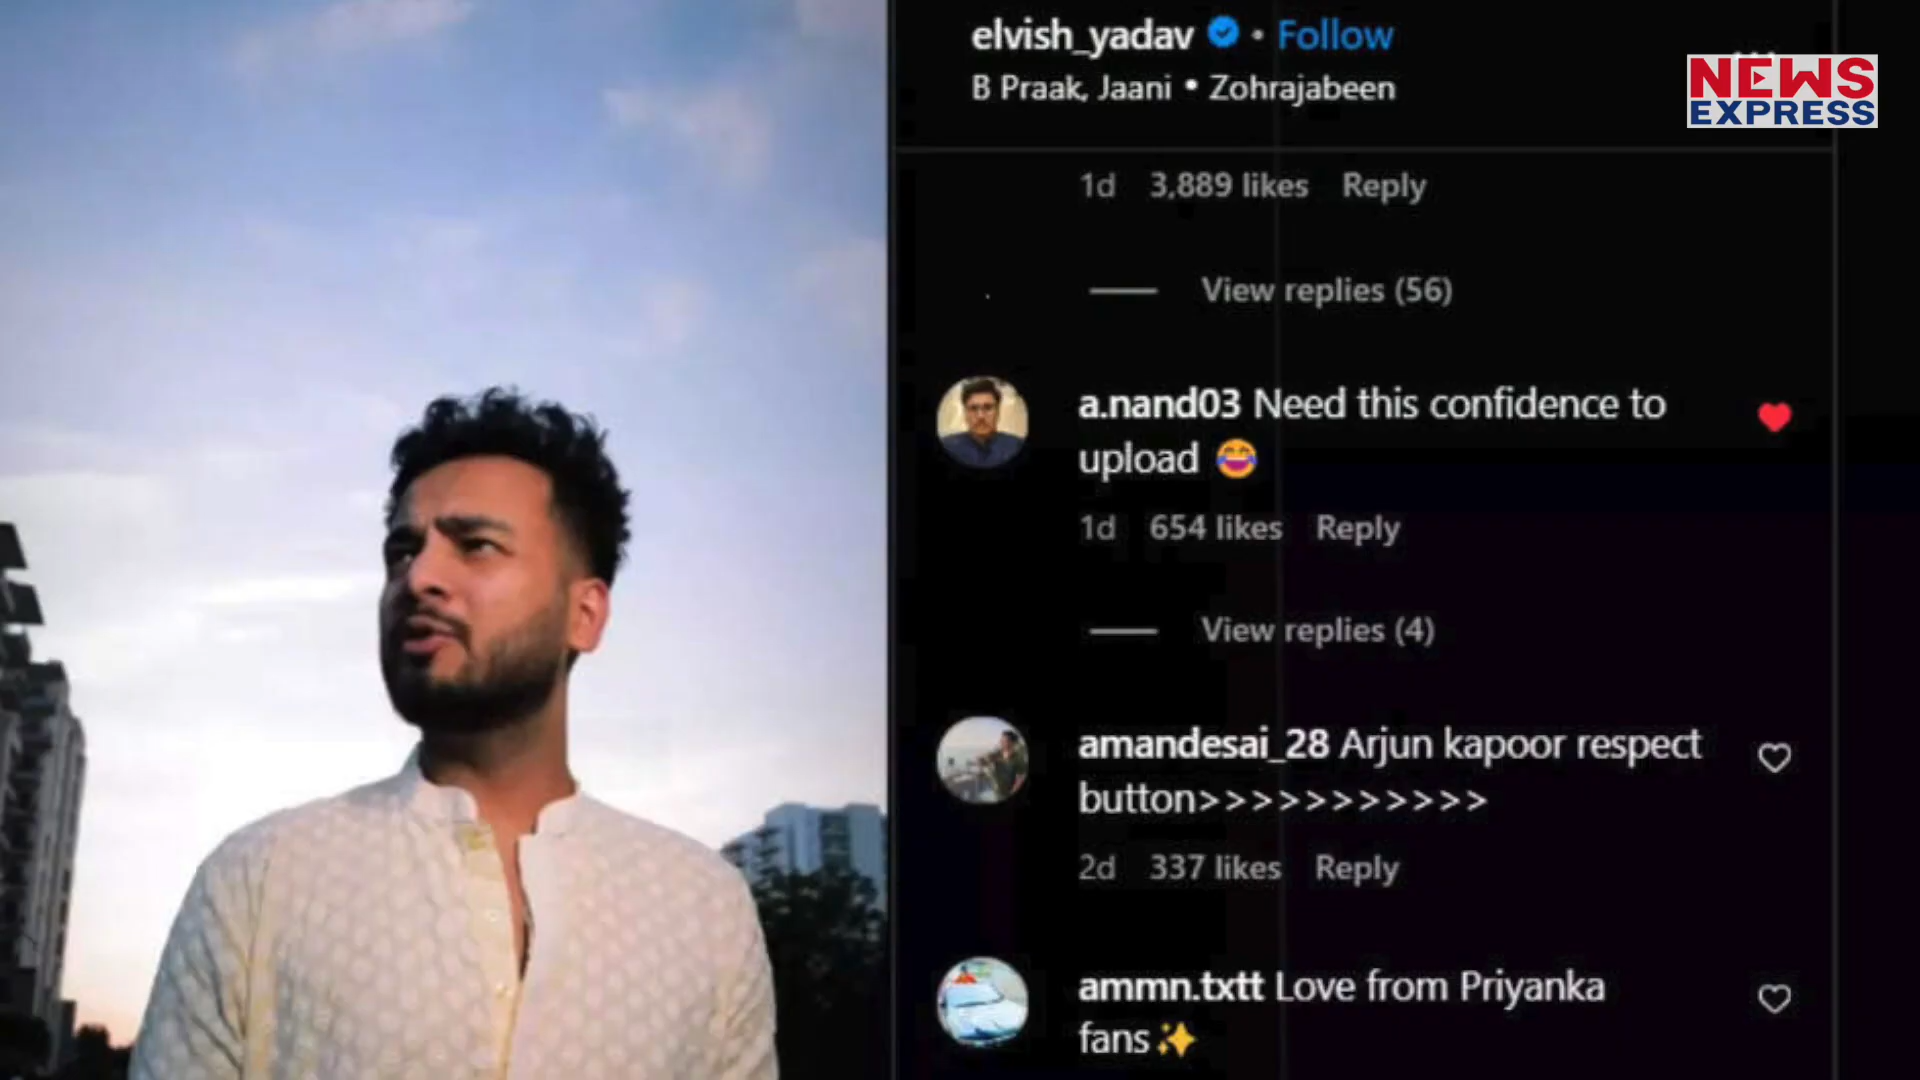 elvish_yadav • Follow
B Praak, Jaani • Zohrajabeen
NEWS
EXPRESS
1d 3,889 likes Reply
View replies (56)
a.nand03 Need this confidence to
upload 😂
1d 654 likes Reply
View replies (4)
amandesai_28 Arjun kapoor respect
button>>>>>>>>>>>
2d 337 likes Reply
ammn.txtt Love from Priyanka
fans✨